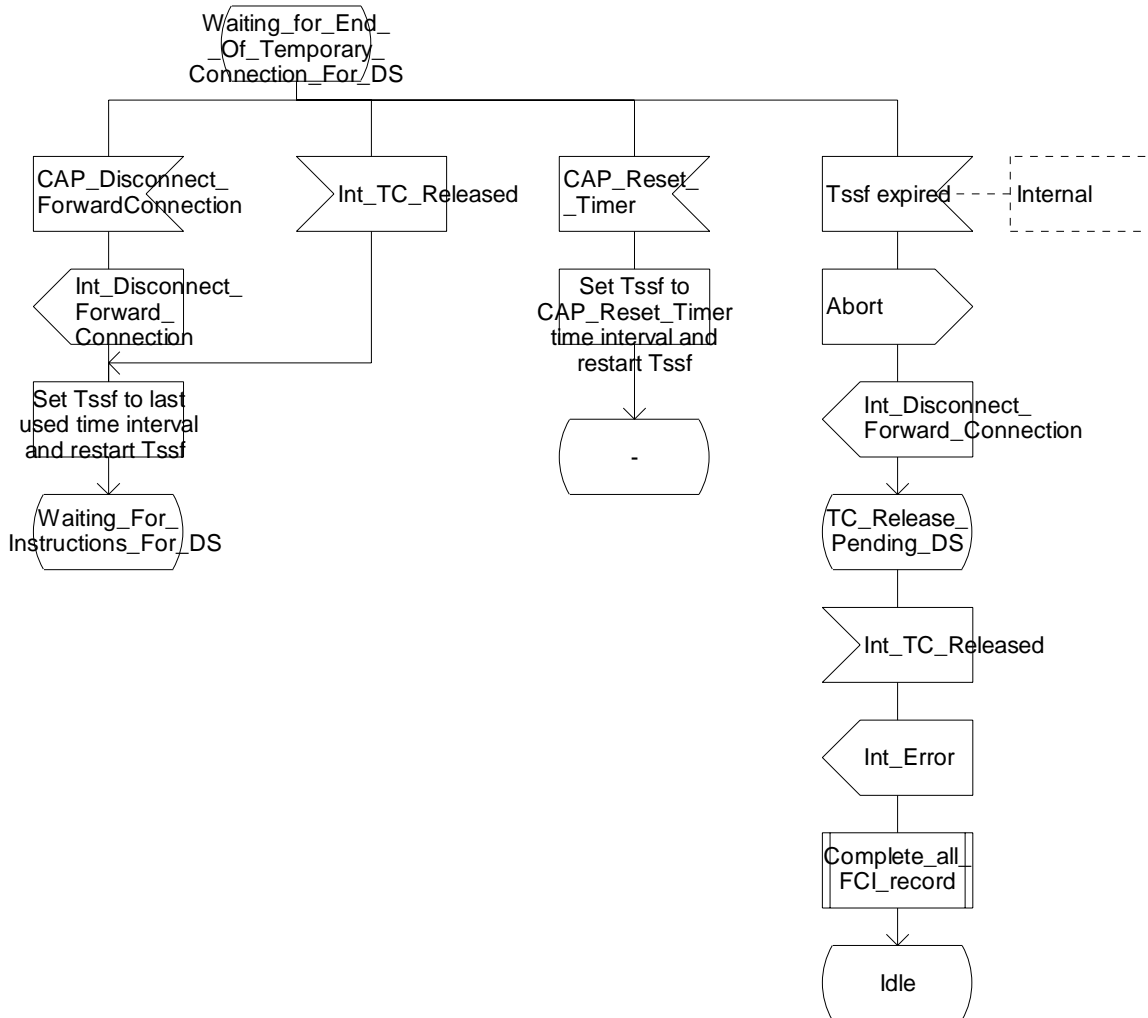 Waiting_for_End_
_Of_Temporary_
Connection_For_DS
CAP_Disconnect_
ForwardConnection
Int_TC_Released
CAP_Reset_
_Timer
Tssf expired
Internal
Int_Disconnect_
Forward_
Connection
Set Tssf to
CAP_Reset_Timer
time interval and
restart Tssf
Abort
Set Tssf to last
used time interval
and restart Tssf
Int_Disconnect_
Forward_Connection
-
Waiting_For_
Instructions_For_DS
TC_Release_
Pending_DS
Int_TC_Released
Int_Error
Complete_all_
FCI_record
Idle